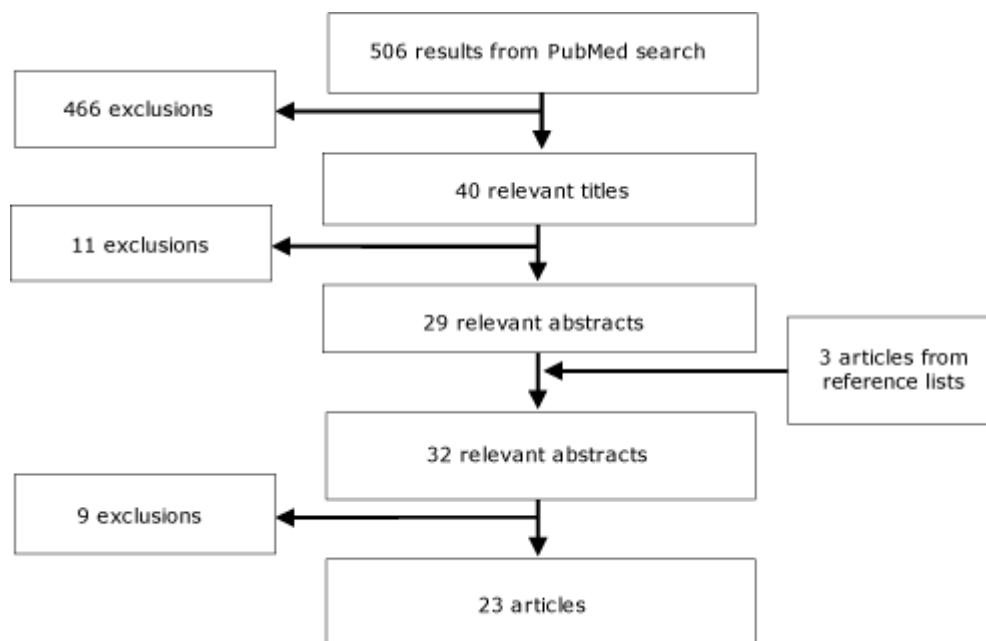 506 results from PubMed search
466 exclusions
40 relevant titles
11 exclusions
29 relevant abstracts
3 articles from
reference lists
32 relevant abstracts
9 exclusions
23 articles